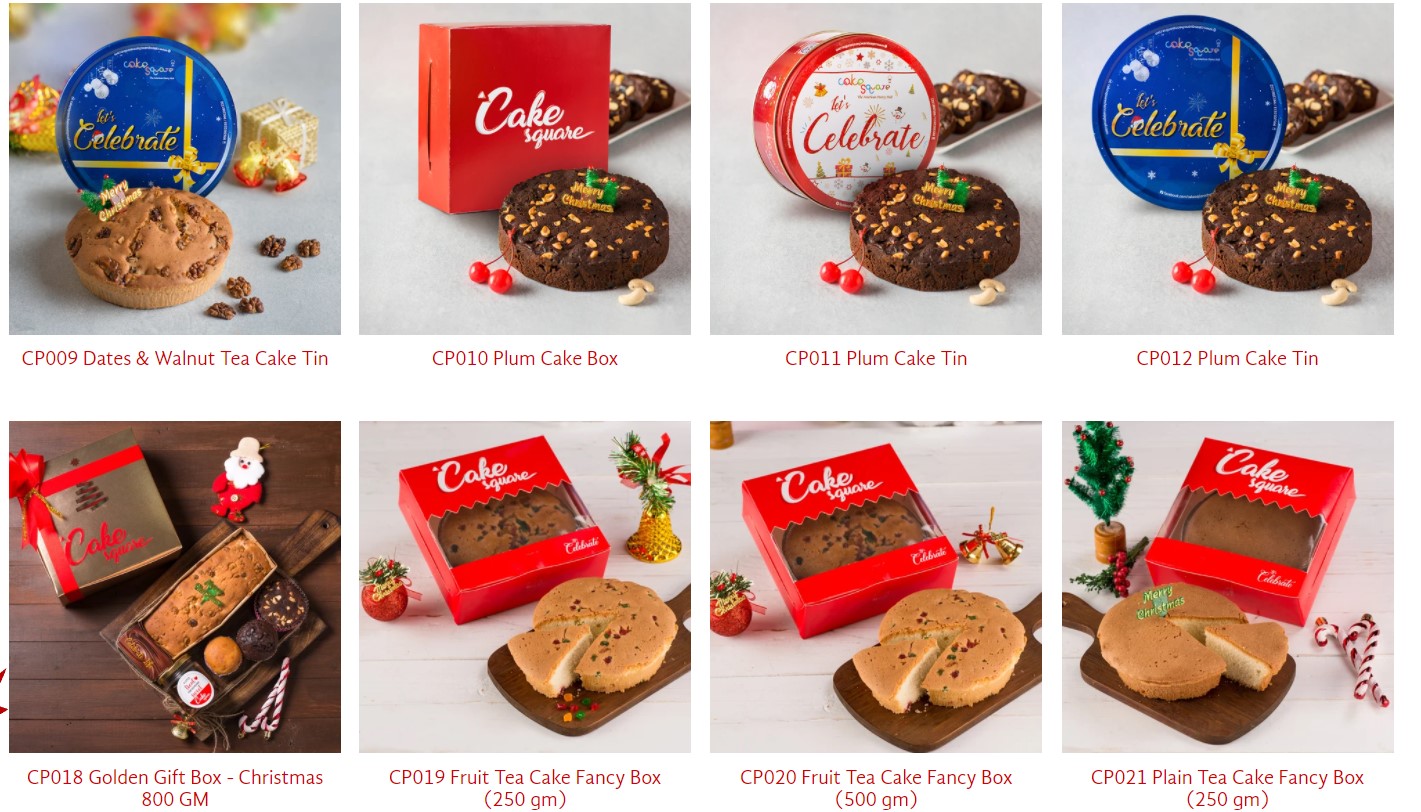 cake square
let's
Celebrate
Merry
Christmas
CP009 Dates & Walnut Tea Cake Tin
Cake
square
Merry
Christmas
CP010 Plum Cake Box
cake
square
let's
Celebrate
Merry
Christmas
CP011 Plum Cake Tin
cake square
let's
Celebrate
Merry
Christmas
CP012 Plum Cake Tin
Cake
square
CP018 Golden Gift Box - Christmas
800 GM
Cake
square
Celebrate
CP019 Fruit Tea Cake Fancy Box
(250 gm)
Cake
square
Celebrate
CP020 Fruit Tea Cake Fancy Box
(500 gm)
Cake
square
Celebrate
Merry
Christmas
CP021 Plain Tea Cake Fancy Box
(250 gm)